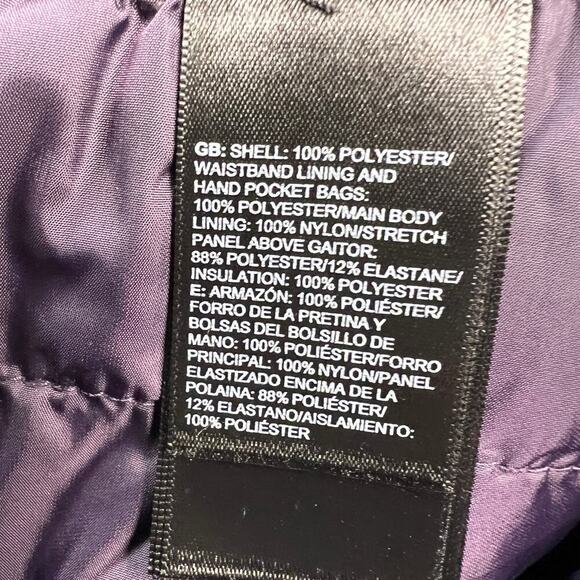 GB: SHELL: 100% POLYESTER/
WAISTBAND LINING AND
HAND POCKET BAGS:
100% POLYESTER/MAIN BODY
LINING: 100% NYLON/STRETCH
PANEL ABOVE GAITOR:
88% POLYESTER/12% ELASTANE/
INSULATION: 100% POLYESTER
E: ARMAZÓN: 100% POLIÉSTER/
FORRO DE LA PRETINA Y
BOLSAS DEL BOLSILLO DE
MANO: 100% POLIÉSTER/FORRO
PRINCIPAL: 100% NYLON/PANEL
ELASTIZADO ENCIMA DE LA
POLAINA: 88% POLIÉSTER/
12% ELASTANO/AISLAMIENTO:
100% POLIÉSTER